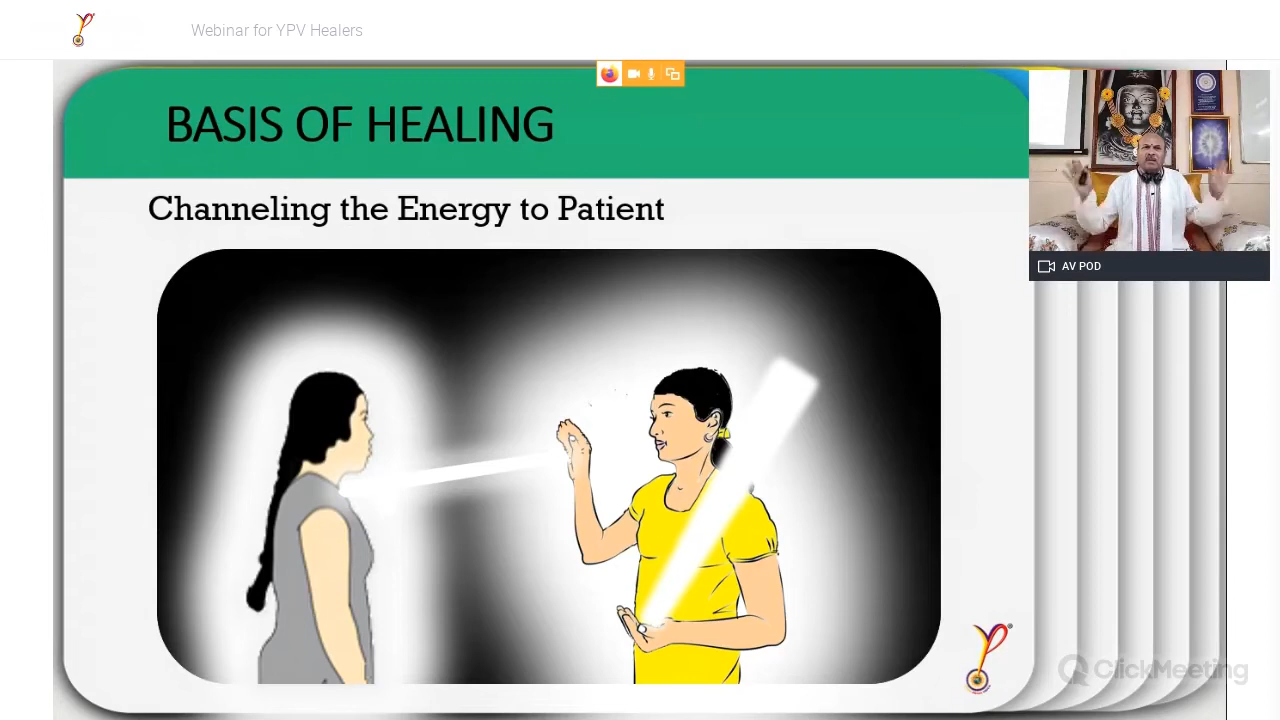 Webinar for YPV Healers
BASIS OF HEALING
Channeling the Energy to Patient
AV POD
ClickMeeting